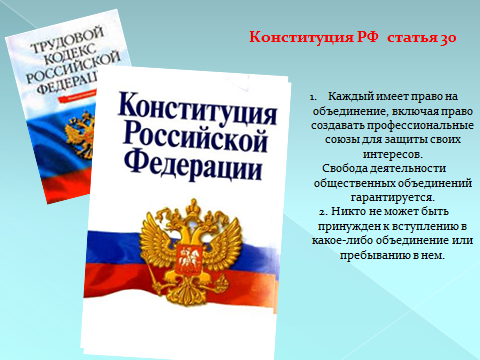 Конституция РФ статья 30
ТРУДОВОЙ
КОДЕКС
РОССИЙСКОЙ
ФЕДЕРАЦИИ
Конституция
Российской
Федерации
1. Каждый имеет право на
объединение, включая право
создавать профессиональные
союзы для защиты своих
интересов.
Свобода деятельности
общественных объединений
гарантируется.
2. Никто не может быть
принужден к вступлению в
какое-либо объединение или
пребыванию в нем.